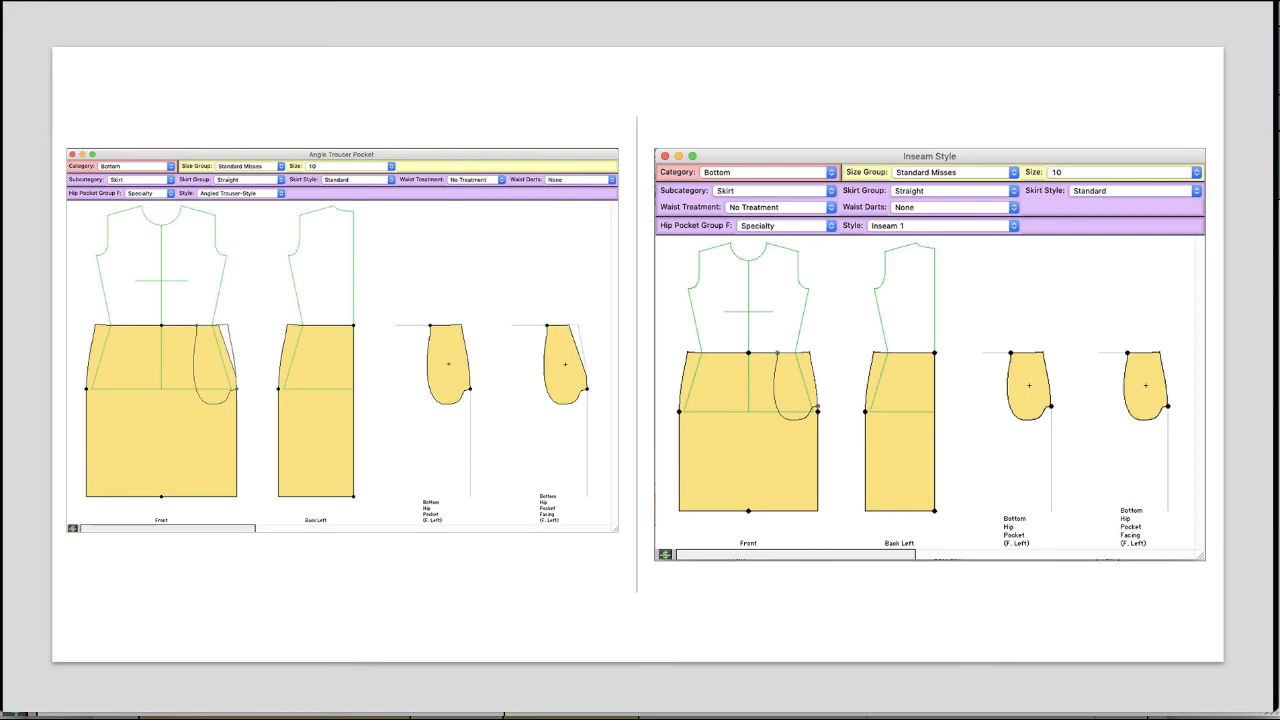 Angle Trouser Pocket
Category: Bottom Size Group: Standard Misses Size: 10
Subcategory: Skirt Skirt Group: Straight Skirt Style: Standard Waist Treatment: No Treatment Waist Darts: None
Hip Pocket Group F: Specialty Style: Angled Trouser-Style
Front
Back Left
Bottom
Hip
Pocket
(F. Left)
Bottom
Hip
Pocket
Facing
(F. Left)
Inseam Style
Category: Bottom Size Group: Standard Misses Size: 10
Subcategory: Skirt Skirt Group: Straight Skirt Style: Standard
Waist Treatment: No Treatment Waist Darts: None
Hip Pocket Group F: Specialty Style: Inseam 1
Front
Back Left
Bottom
Hip
Pocket
(F. Left)
Bottom
Hip
Pocket
Facing
(F. Left)